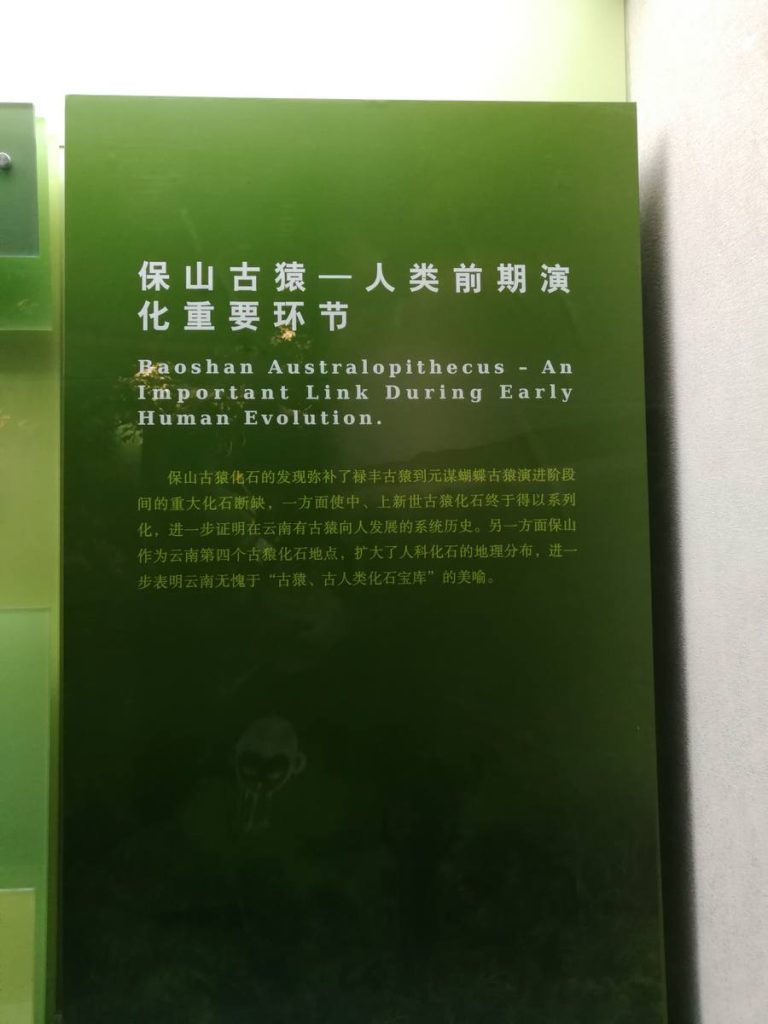 保山古猿—人类前期演
化重要环节
Baoshan Australopithecus – An
Important Link During Early
Human Evolution.
保山古猿化石的发现弥补了禄丰古猿到元谋蝴蝶古猿演进阶段
间的重大化石断缺，一方面使中、上新世古猿化石终于得以系列
化，进一步证明在云南有古猿向人发展的系统历史。另一方面保山
作为云南第四个古猿化石地点，扩大了人科化石的地理分布，进一
步表明云南无愧于“古猿、古人类化石宝库”的美喻。